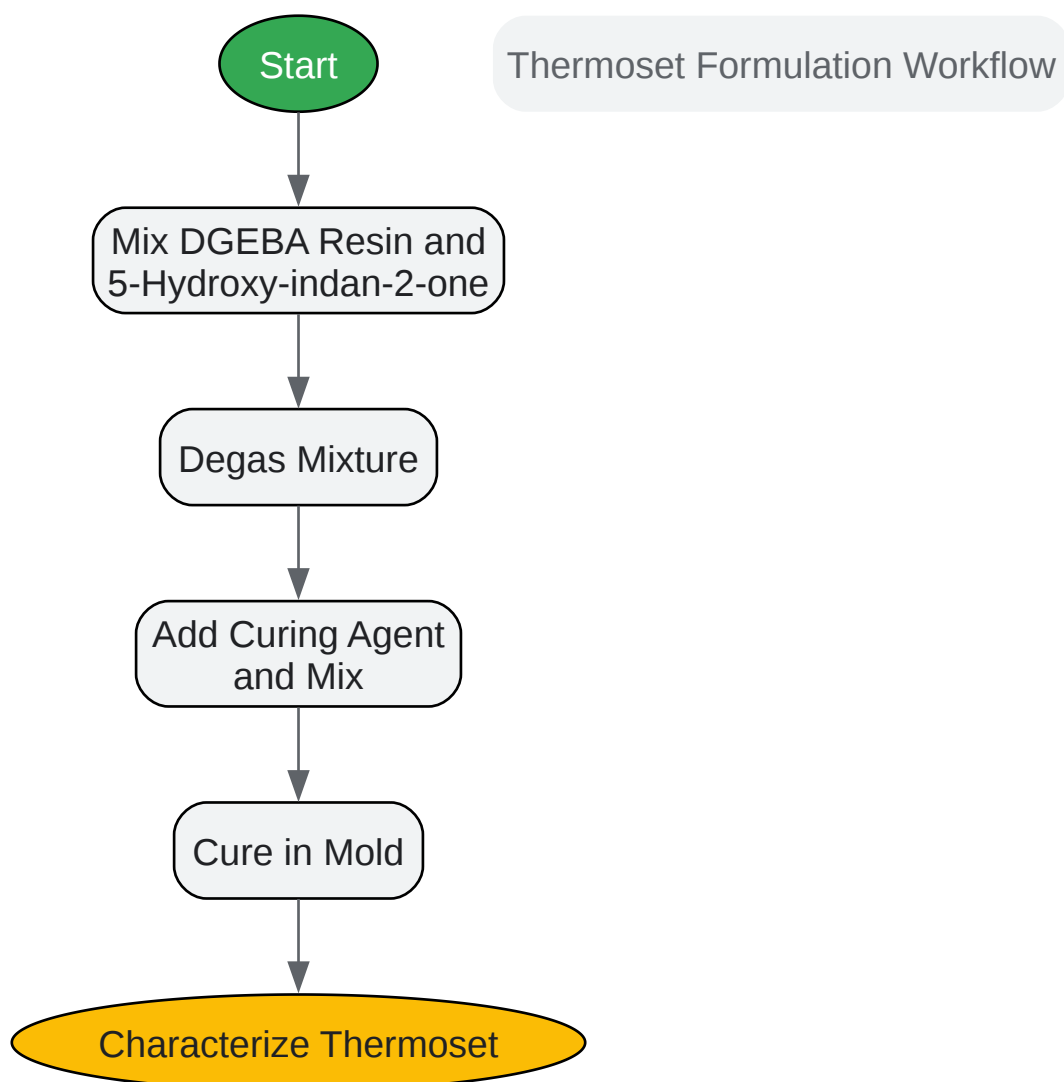 Start
Thermoset Formulation Workflow
Mix DGEBA Resin and
5-Hydroxy-indan-2-one
Degas Mixture
Add Curing Agent
and Mix
Cure in Mold
Characterize Thermoset